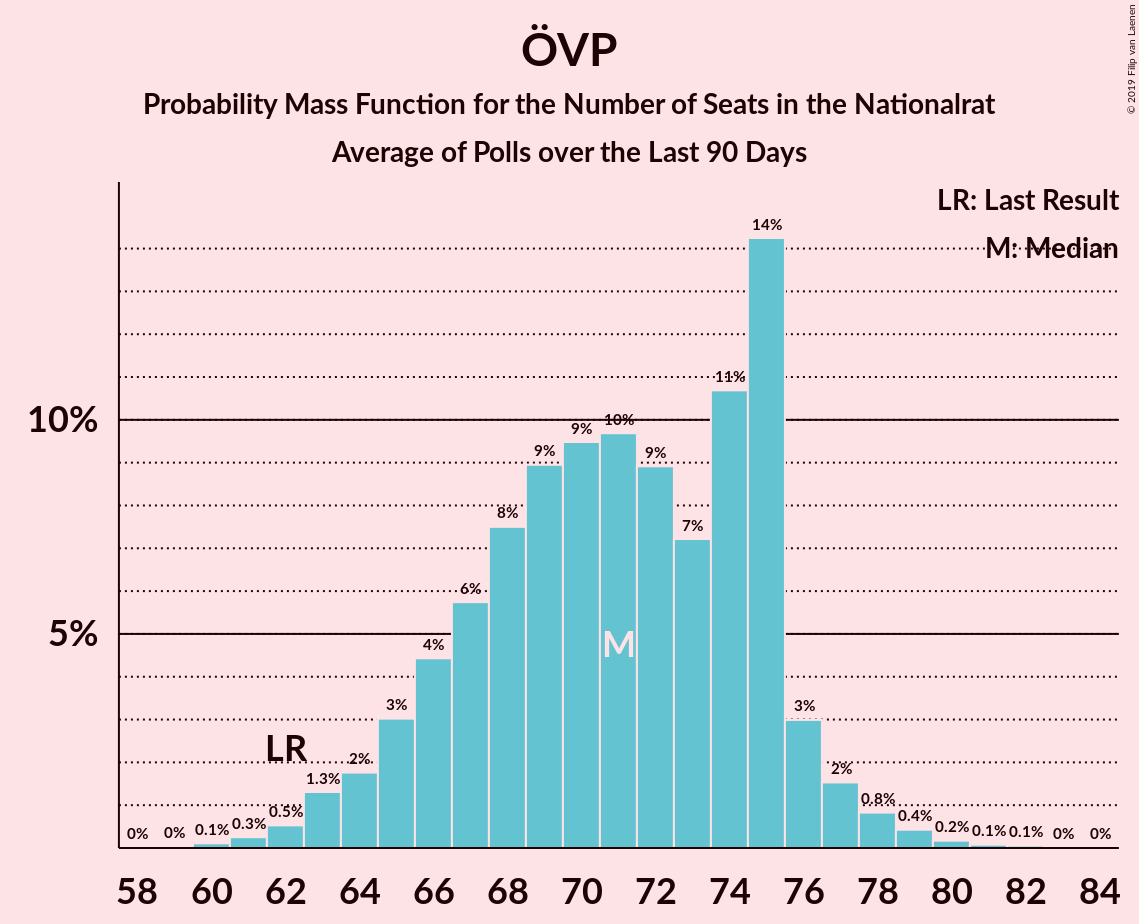 ÖVP
Probability Mass Function for the Number of Seats in the Nationalrat
Average of Polls over the Last 90 Days
© 2019 Filip van Laenen
LR: Last Result
M: Median
10%
5%
0% 0% 0.1% 0.3% 0.5% 1.3% 2% 3% 4% 6% 8% 9% 9% 10% 9% 7% 11% 14% 3% 2% 0.8% 0.4% 0.2% 0.1% 0.1% 0% 0%
LR
M
58 60 62 64 66 68 70 72 74 76 78 80 82 84